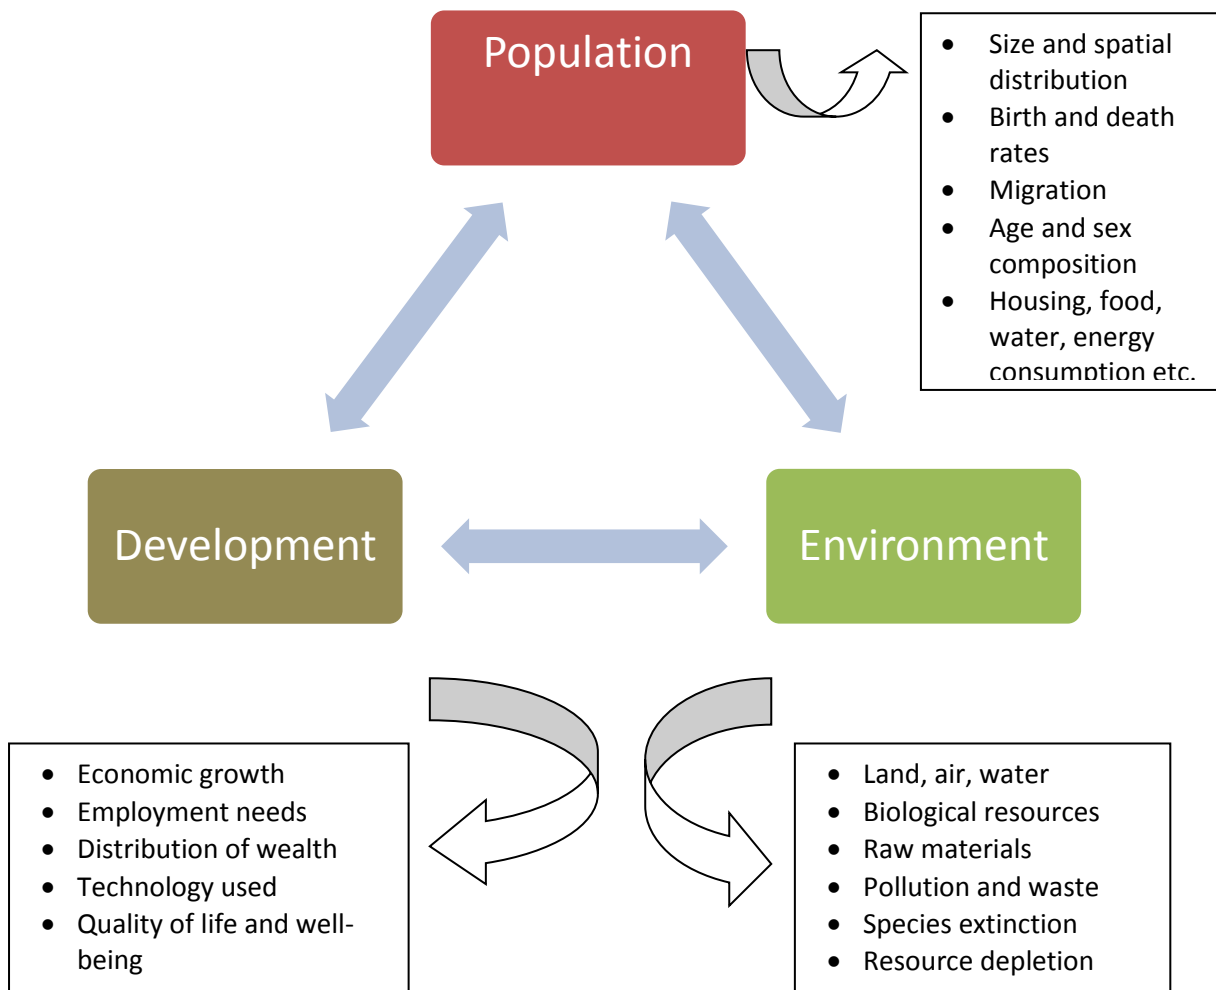 Population
• Size and spatial
distribution
• Birth and death
rates
• Migration
• Age and sex
composition
• Housing, food,
water, energy
consumption etc.
Development
Environment
• Economic growth
• Employment needs
• Distribution of wealth
• Technology used
• Quality of life and well-
being
• Land, air, water
• Biological resources
• Raw materials
• Pollution and waste
• Species extinction
• Resource depletion